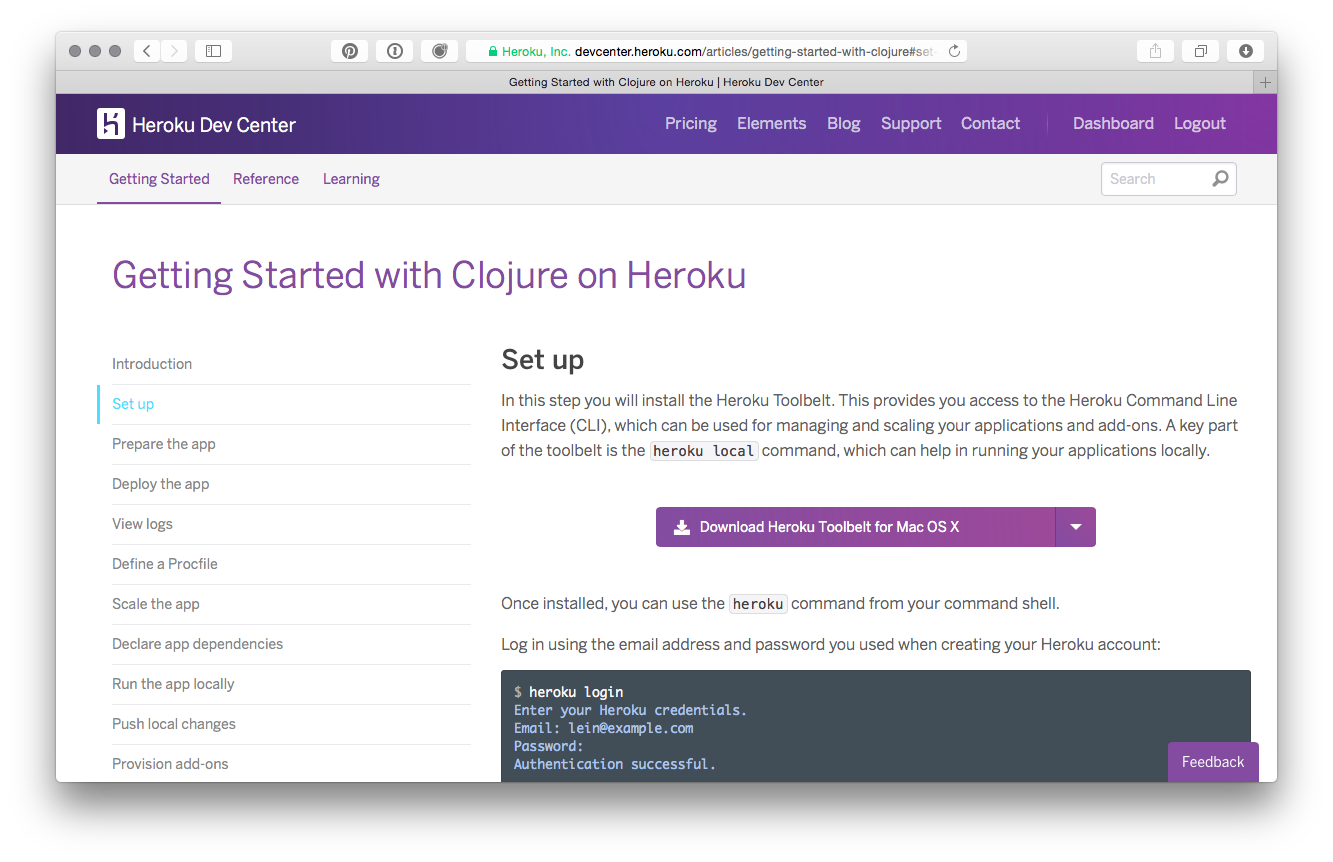 Heroku, Inc. devcenter.heroku.com/articles/getting-started-with-clojure#set-
Getting Started with Clojure on Heroku | Heroku Dev Center
Heroku Dev Center
Pricing Elements Blog Support Contact Dashboard Logout
Getting Started Reference Learning
Search
Getting Started with Clojure on Heroku
Introduction
Set up
Prepare the app
Deploy the app
View logs
Define a Procfile
Scale the app
Declare app dependencies
Run the app locally
Push local changes
Provision add-ons
Set up
In this step you will install the Heroku Toolbelt. This provides you access to the Heroku Command Line
Interface (CLI), which can be used for managing and scaling your applications and add-ons. A key part
of the toolbelt is the heroku local command, which can help in running your applications locally.
Download Heroku Toolbelt for Mac OS X
Once installed, you can use the heroku command from your command shell.
Log in using the email address and password you used when creating your Heroku account:
$ heroku login
Enter your Heroku credentials.
Email: lein@example.com
Password:
Authentication successful.
Feedback